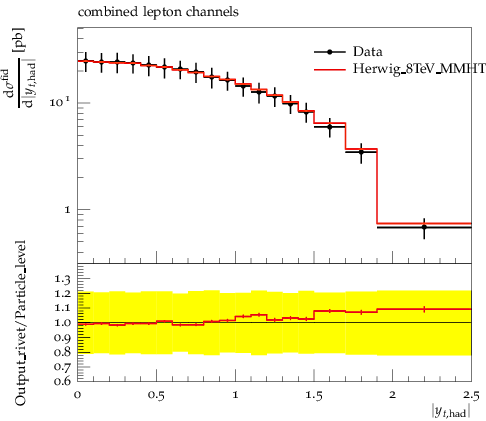 combined lepton channels
dσ^fid / d|y_t,had| [pb]
Data
Herwig_8TeV_MMHT
10^1
1
1.3
1.2
1.1
1.0
0.9
0.8
0.7
0.6
Output_rivet/Particle_level
0 0.5 1 1.5 2 2.5
|y_t,had|